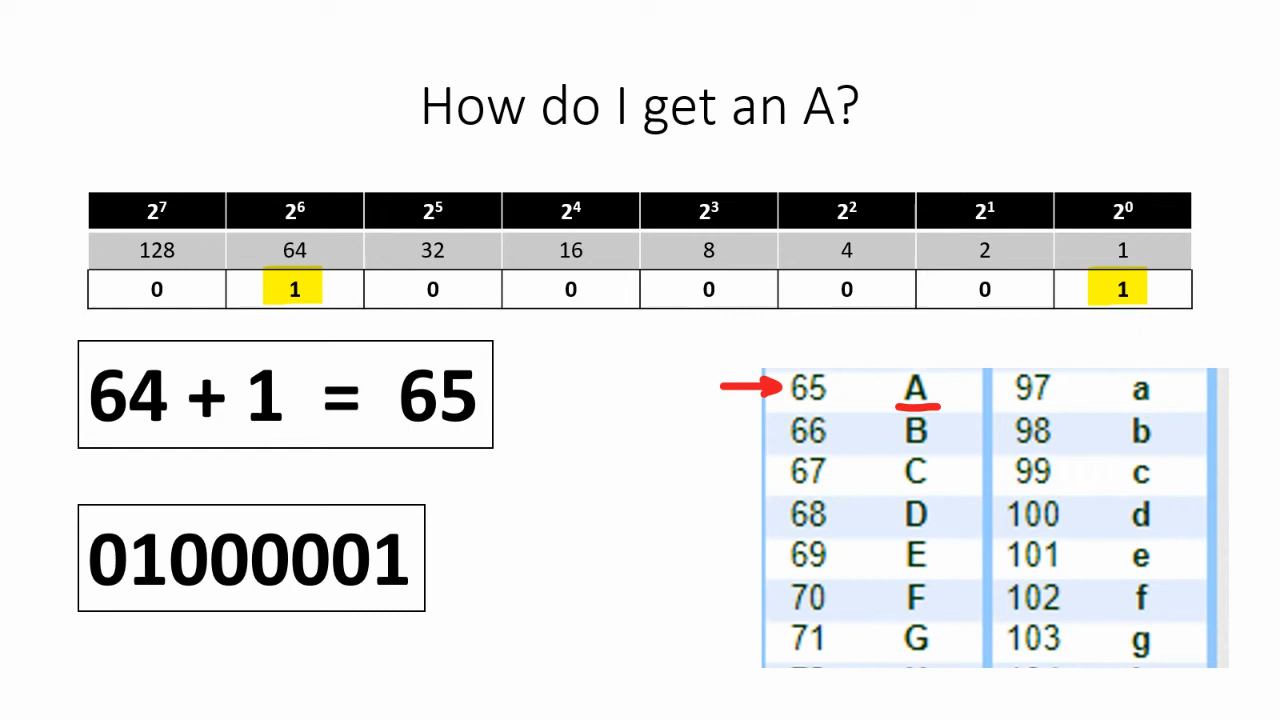 How do I get an A?
2⁷ 2⁶ 2⁵ 2⁴ 2³ 2² 2¹ 2⁰
128 64 32 16 8 4 2 1
0 1 0 0 0 0 0 1
64 + 1 = 65
01000001
65 A 97 a
66 B 98 b
67 C 99 c
68 D 100 d
69 E 101 e
70 F 102 f
71 G 103 g